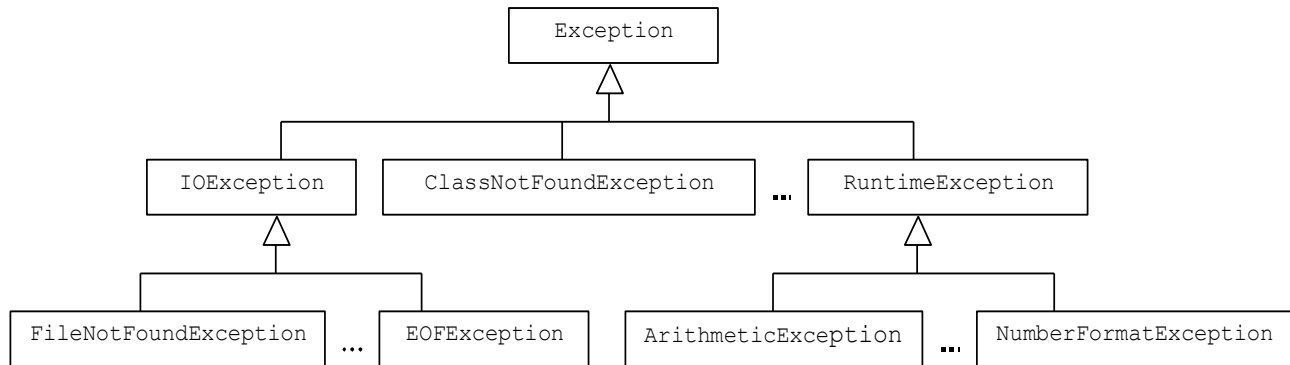 Exception
IOException
ClassNotFoundException
...
RuntimeException
FileNotFoundException
...
EOFException
ArithmeticException
...
NumberFormatException